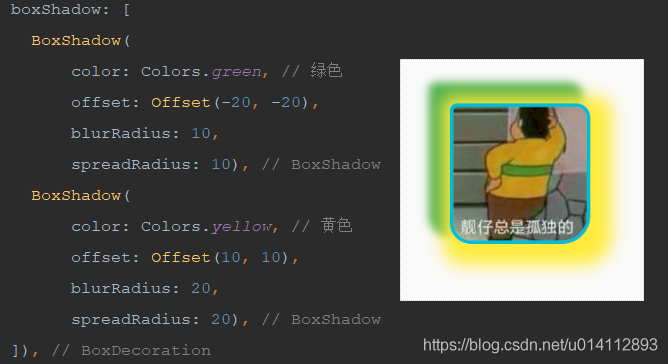 boxShadow: [
BoxShadow(
color: Colors.green, // 绿色
offset: Offset(-20, -20),
blurRadius: 10,
spreadRadius: 10), // BoxShadow
BoxShadow(
color: Colors.yellow, // 黄色
offset: Offset(10, 10),
blurRadius: 20,
spreadRadius: 20), // BoxShadow
]), // BoxDecoration
靓仔总是孤独的
https://blog.csdn.net/u014112893